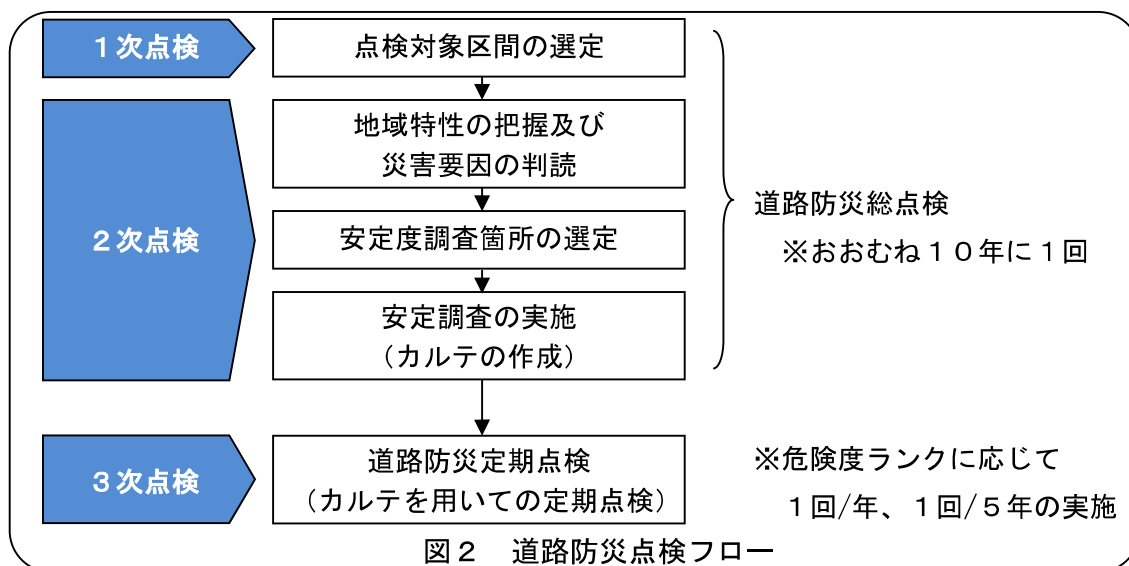 １次点検
点検対象区間の選定
２次点検
地域特性の把握及び
災害要因の判読
安定度調査箇所の選定
安定調査の実施
（カルテの作成）
道路防災総点検
※おおむね１０年に１回
３次点検
道路防災定期点検
（カルテを用いての定期点検）
※危険度ランクに応じて
１回/年、１回/５年の実施
図２　道路防災点検フロー